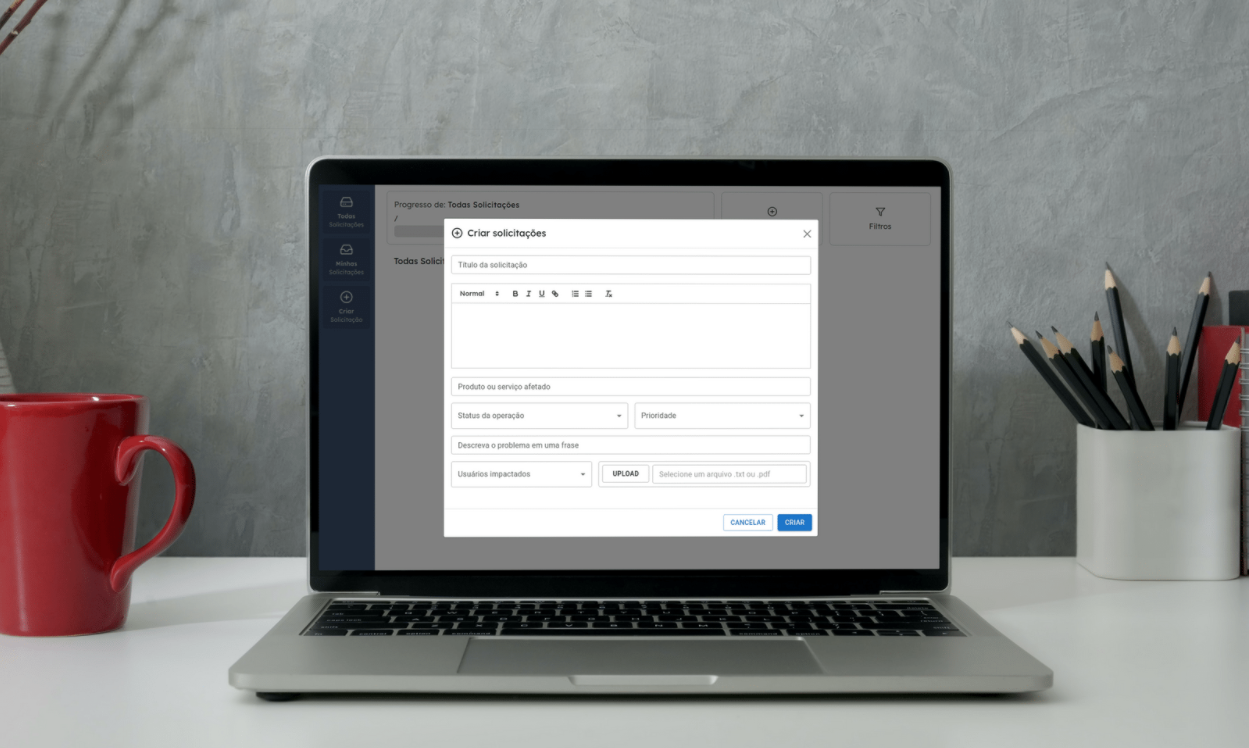 Todas
Solicitações
Minhas
Solicitações
Criar
Solicitação
Progresso de: Todas Solicitações
/
Filtros
Todas Solicit
Criar solicitações
Título da solicitação
Normal
B I U
Produto ou serviço afetado
Status da operação
Prioridade
Descreva o problema em uma frase
Usuários impactados
UPLOAD
Selecione um arquivo .txt ou .pdf
CANCELAR
CRIAR